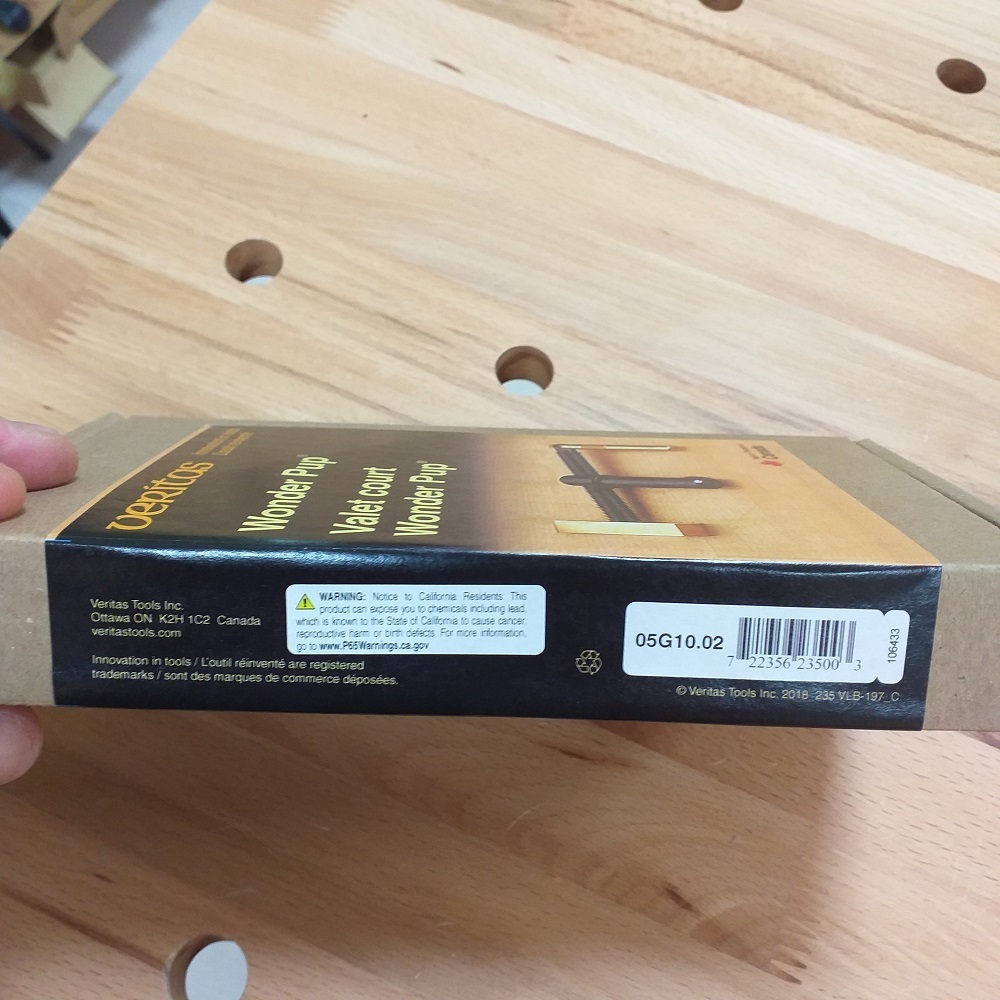 veritas
Wonder Pup®
Valet court
Wonder Pup®
Veritas Tools Inc.
Ottawa ON K2H 1C2 Canada
veritastools.com
Innovation in tools / L'outil réinventé are registered
trademarks / sont des marques de commerce déposées.
WARNING: Notice to California Residents: This
product can expose you to chemicals including lead,
which is known to the State of California to cause cancer,
reproductive harm or birth defects. For more information,
go to www.P65Warnings.ca.gov
05G10.02
7 22356 23500 3
106433
© Veritas Tools Inc. 2018 235 VLB-197_C